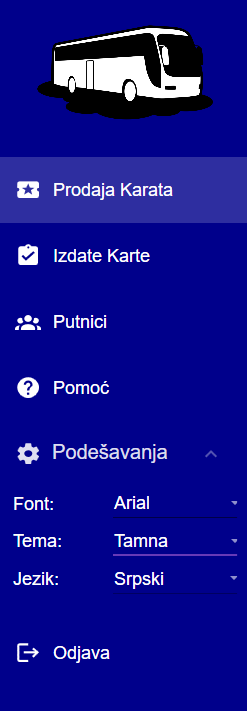 Prodaja Karata
Izdate Karte
Putnici
Pomoć
Podešavanja
Font: Arial
Tema: Tamna
Jezik: Srpski
Odjava